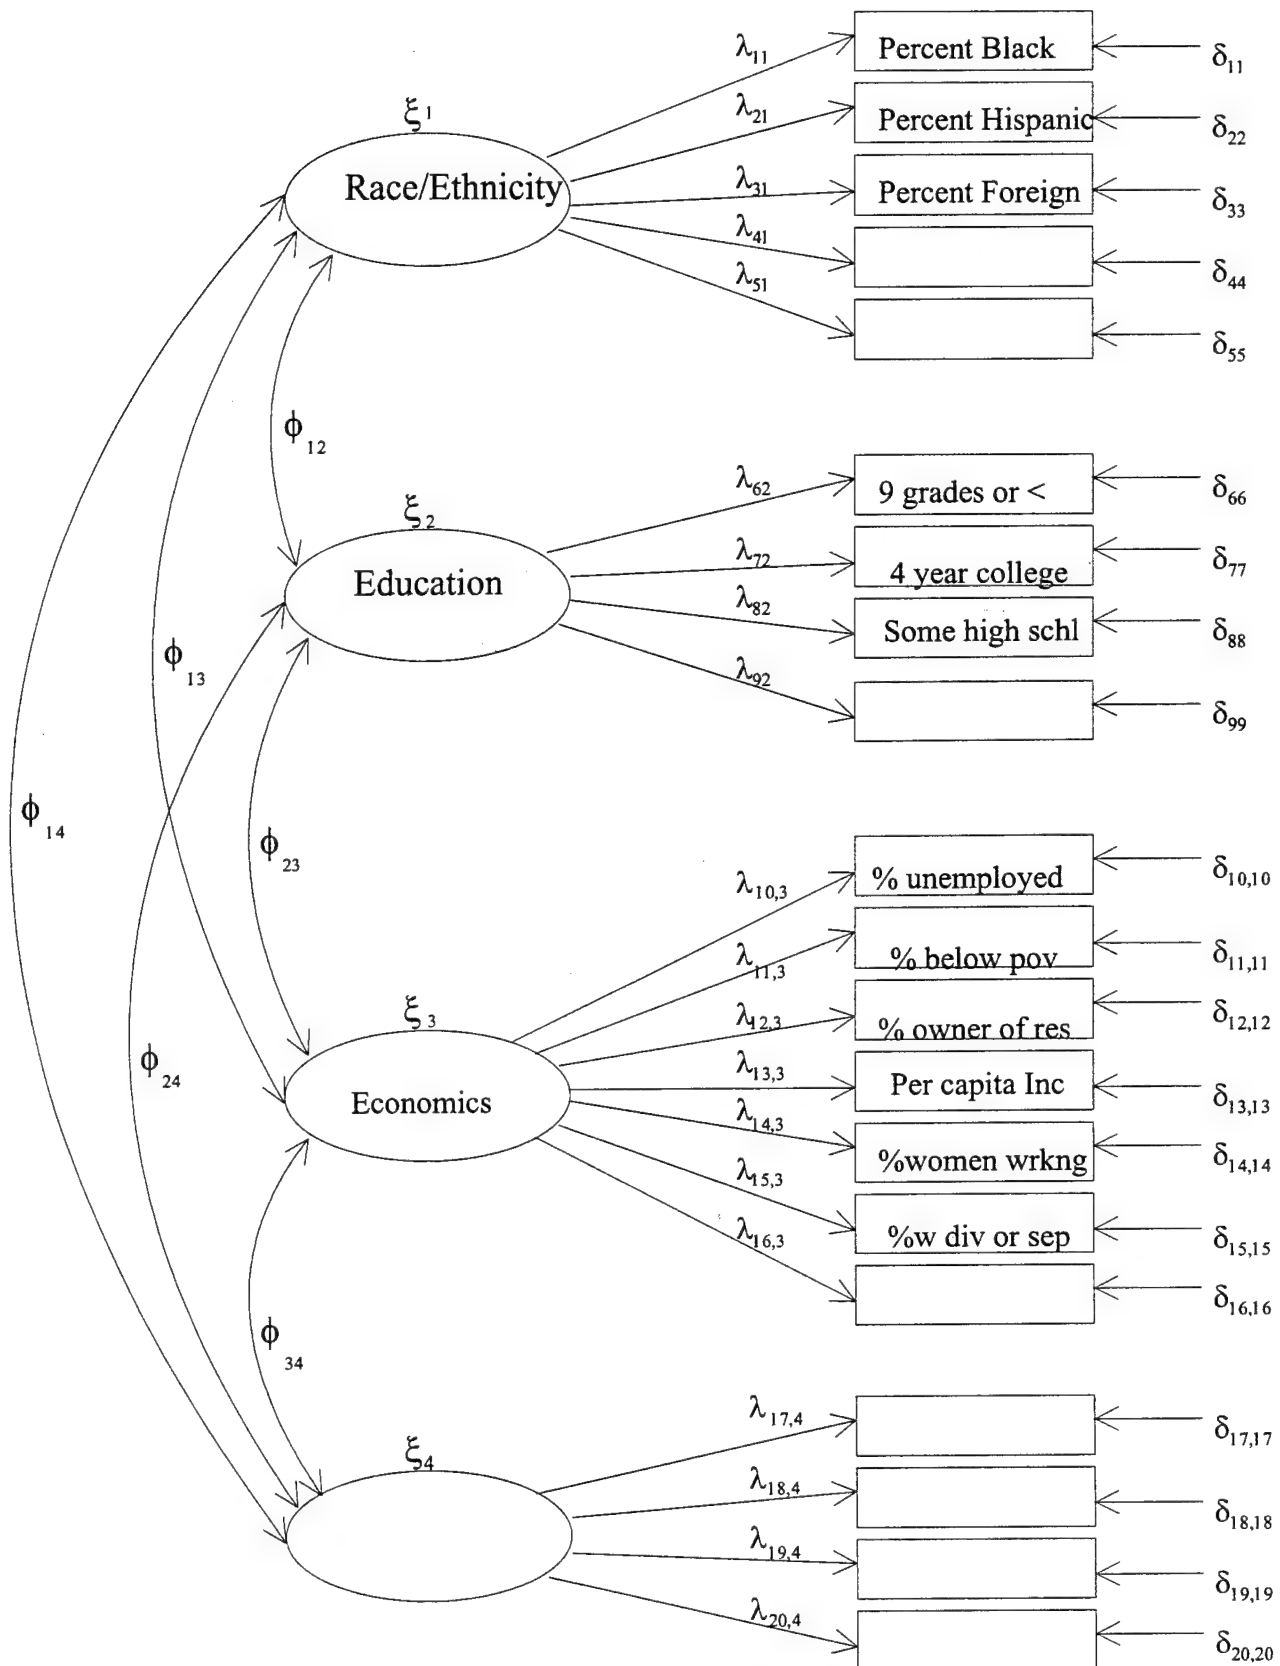 λ₁₁ Percent Black δ₁₁
ξ¹
λ₂₁ Percent Hispanic δ₂₂
Race/Ethnicity λ₃₁ Percent Foreign δ₃₃
λ₄₁ δ₄₄
λ₅₁ δ₅₅
ϕ₁₂
λ₆₂ 9 grades or < δ₆₆
ξ₂
λ₇₂ 4 year college δ₇₇
Education
λ₈₂ Some high schl δ₈₈
ϕ₁₃
λ₉₂ δ₉₉
ϕ₁₄
ϕ₂₃
λ₁₀,₃ % unemployed δ₁₀,₁₀
λ₁₁,₃ % below pov δ₁₁,₁₁
ξ₃
λ₁₂,₃ % owner of res δ₁₂,₁₂
ϕ₂₄
λ₁₃,₃ Per capita Inc δ₁₃,₁₃
Economics
λ₁₄,₃ %women wrkng δ₁₄,₁₄
λ₁₅,₃ %w div or sep δ₁₅,₁₅
λ₁₆,₃ δ₁₆,₁₆
ϕ₃₄
λ₁₇,₄ δ₁₇,₁₇
ξ₄
λ₁₈,₄ δ₁₈,₁₈
λ₁₉,₄ δ₁₉,₁₉
λ₂₀,₄ δ₂₀,₂₀